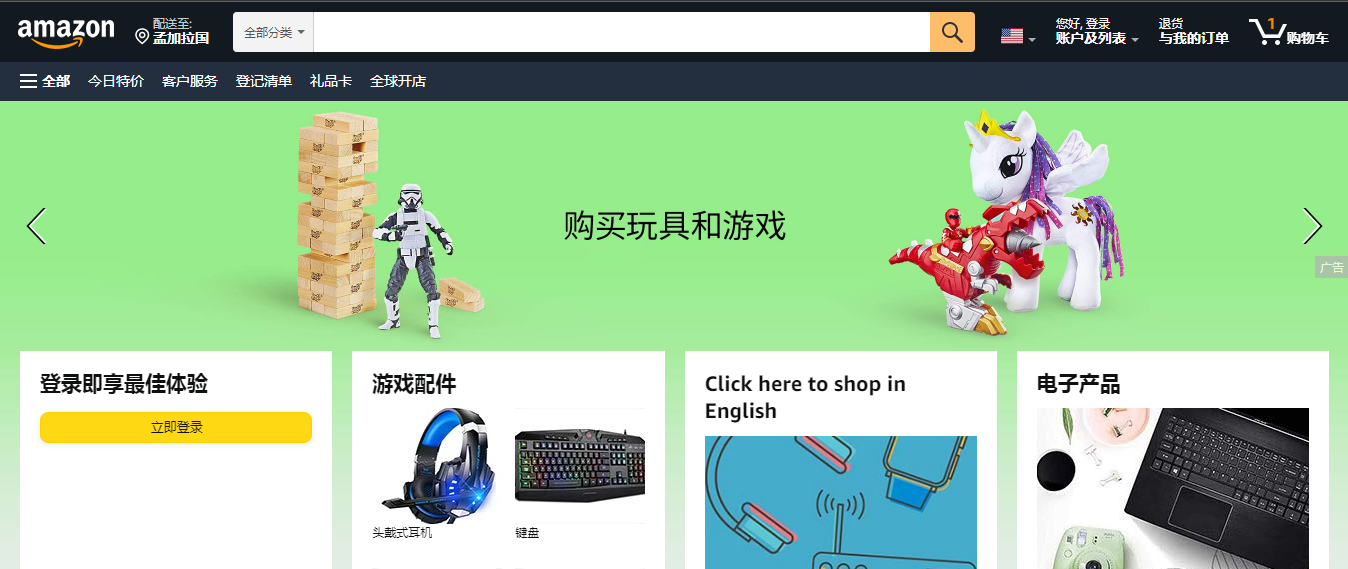 amazon
配送至:
孟加拉国
全部分类
您好, 登录
账户及列表
退货
与我的订单
1
购物车
全部
今日特价
客户服务
登记清单
礼品卡
全球开店
购买玩具和游戏
广告
登录即享最佳体验
立即登录
游戏配件
头戴式耳机
键盘
Click here to shop in
English
电子产品